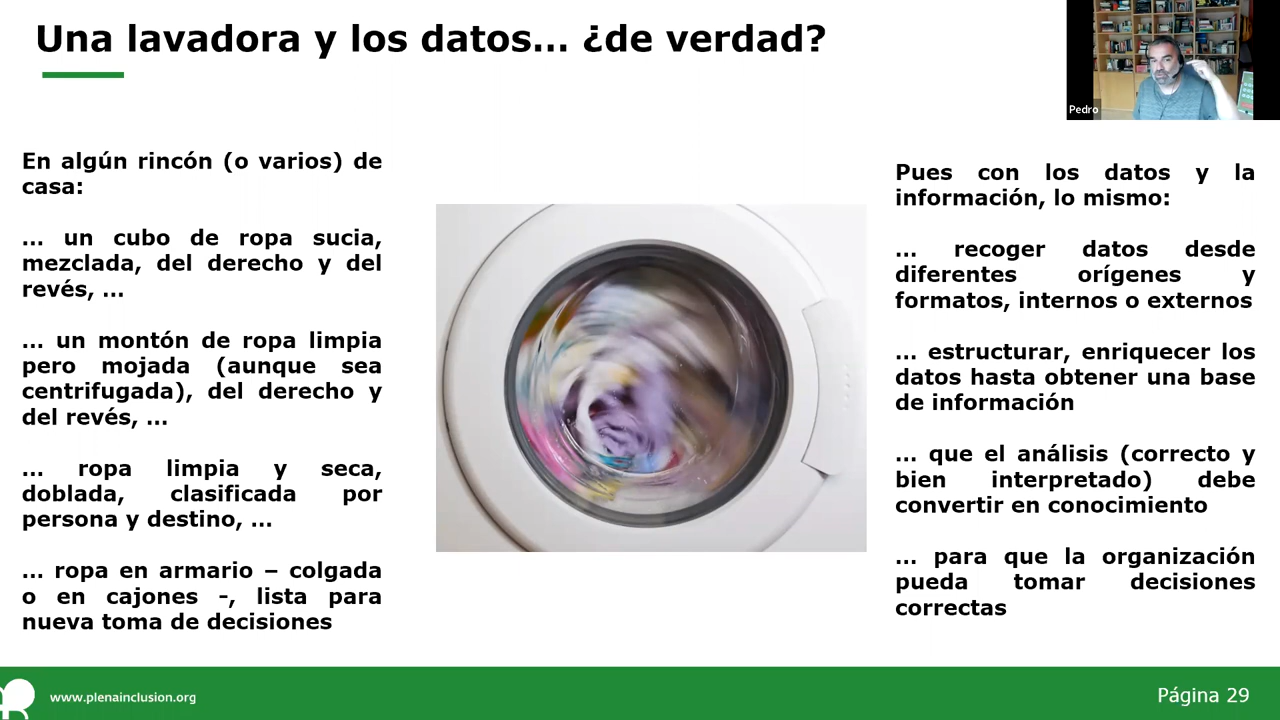 Una lavadora y los datos... ¿de verdad?
Pedro
En algún rincón (o varios) de
casa:
... un cubo de ropa sucia,
mezclada, del derecho y del
revés, ...
... un montón de ropa limpia
pero mojada (aunque sea
centrifugada), del derecho y
del revés, ...
... ropa limpia y seca,
doblada, clasificada por
persona y destino, ...
... ropa en armario – colgada
o en cajones -, lista para
nueva toma de decisiones
Pues con los datos y la
información, lo mismo:
... recoger datos desde
diferentes orígenes y
formatos, internos o externos
... estructurar, enriquecer los
datos hasta obtener una base
de información
... que el análisis (correcto y
bien interpretado) debe
convertir en conocimiento
... para que la organización
pueda tomar decisiones
correctas
www.plenainclusion.org
Página 29